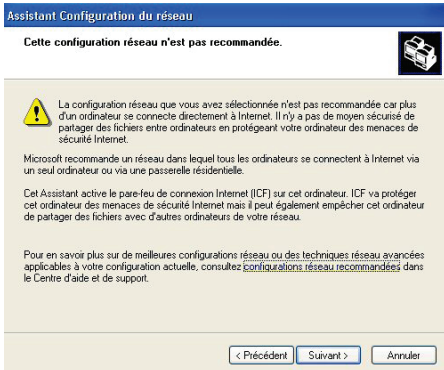 Assistant Configuration du réseau
Cette configuration réseau n'est pas recommandée.
La configuration réseau que vous avez sélectionnée n'est pas recommandée car plus
d'un ordinateur se connecte directement à Internet. Il n'y a pas de moyen sécurisé de
partager des fichiers entre ordinateurs en protégeant votre ordinateur des menaces de
sécurité Internet.
Microsoft recommande un réseau dans lequel tous les ordinateurs se connectent à Internet via
un seul ordinateur ou via une passerelle résidentielle.
Cet Assistant active le pare-feu de connexion Internet (ICF) sur cet ordinateur. ICF va protéger
cet ordinateur des menaces de sécurité Internet mais il peut également empêcher cet ordinateur
de partager des fichiers avec d'autres ordinateurs de votre réseau.
Pour en savoir plus sur de meilleures configurations réseau ou des techniques réseau avancées
applicables à votre configuration actuelle, consultez configurations réseau recommandées dans
le Centre d'aide et de support.
< Précédent Suivant > Annuler